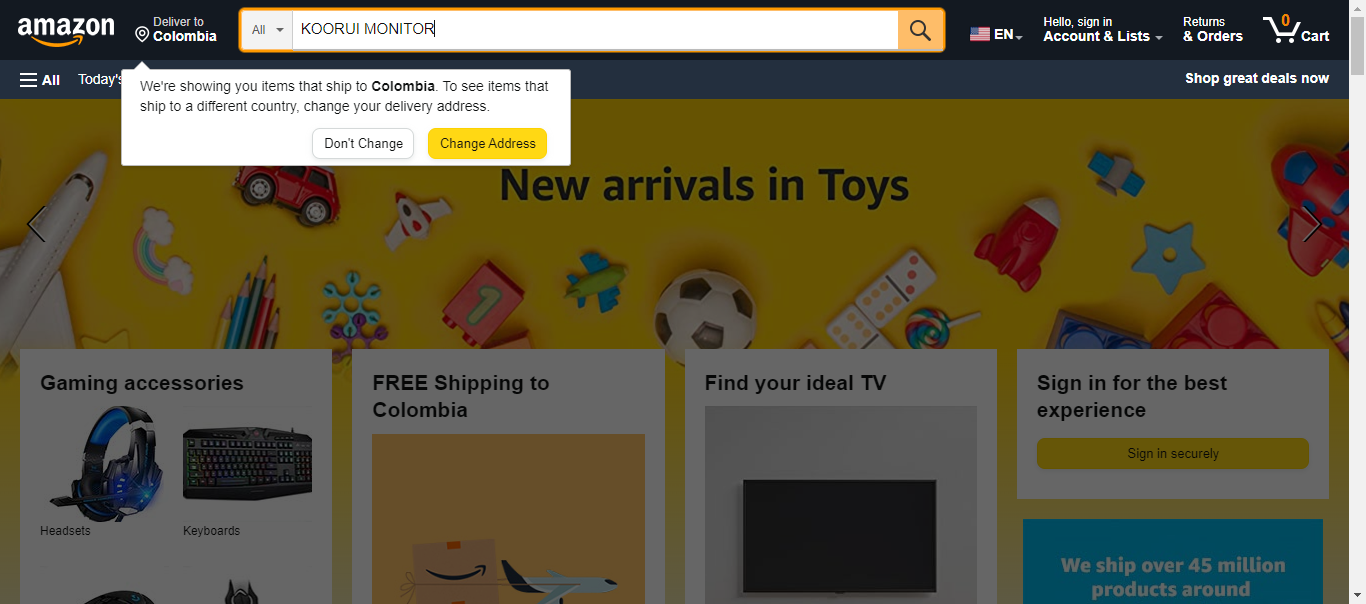 amazon
Deliver to
Colombia
All
KOORUI MONITOR
EN
Hello, sign in
Account & Lists
Returns
& Orders
0
Cart
All
Today's
Shop great deals now
We're showing you items that ship to Colombia. To see items that
ship to a different country, change your delivery address.
Don't Change
Change Address
New arrivals in Toys
1
Gaming accessories
Headsets
Keyboards
FREE Shipping to
Colombia
Find your ideal TV
Sign in for the best
experience
Sign in securely
We ship over 45 million
products around